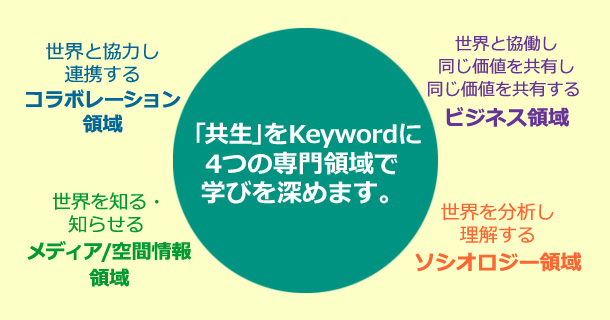 世界と協力し
連携する
コラボレーション
領域
世界と協働し
同じ価値を共有し
同じ価値を共有する
ビジネス領域
「共生」をKeywordに
4つの専門領域で
学びを深めます。
世界を知る・
知らせる
メディア/空間情報
領域
世界を分析し
理解する
ソシオロジー領域